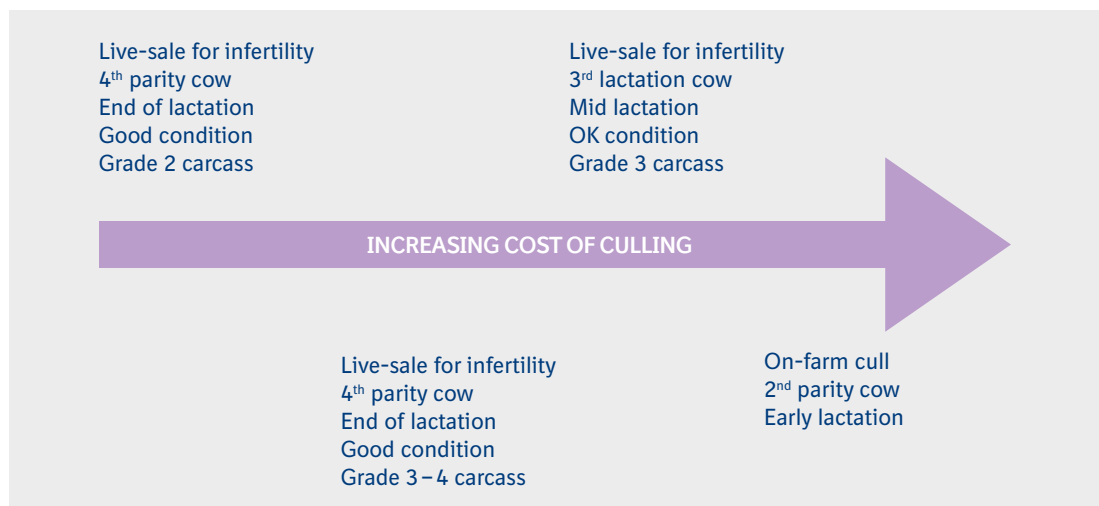 Live-sale for infertility
4th parity cow
End of lactation
Good condition
Grade 2 carcass
Live-sale for infertility
3rd lactation cow
Mid lactation
OK condition
Grade 3 carcass
INCREASING COST OF CULLING
Live-sale for infertility
4th parity cow
End of lactation
Good condition
Grade 3–4 carcass
On-farm cull
2nd parity cow
Early lactation